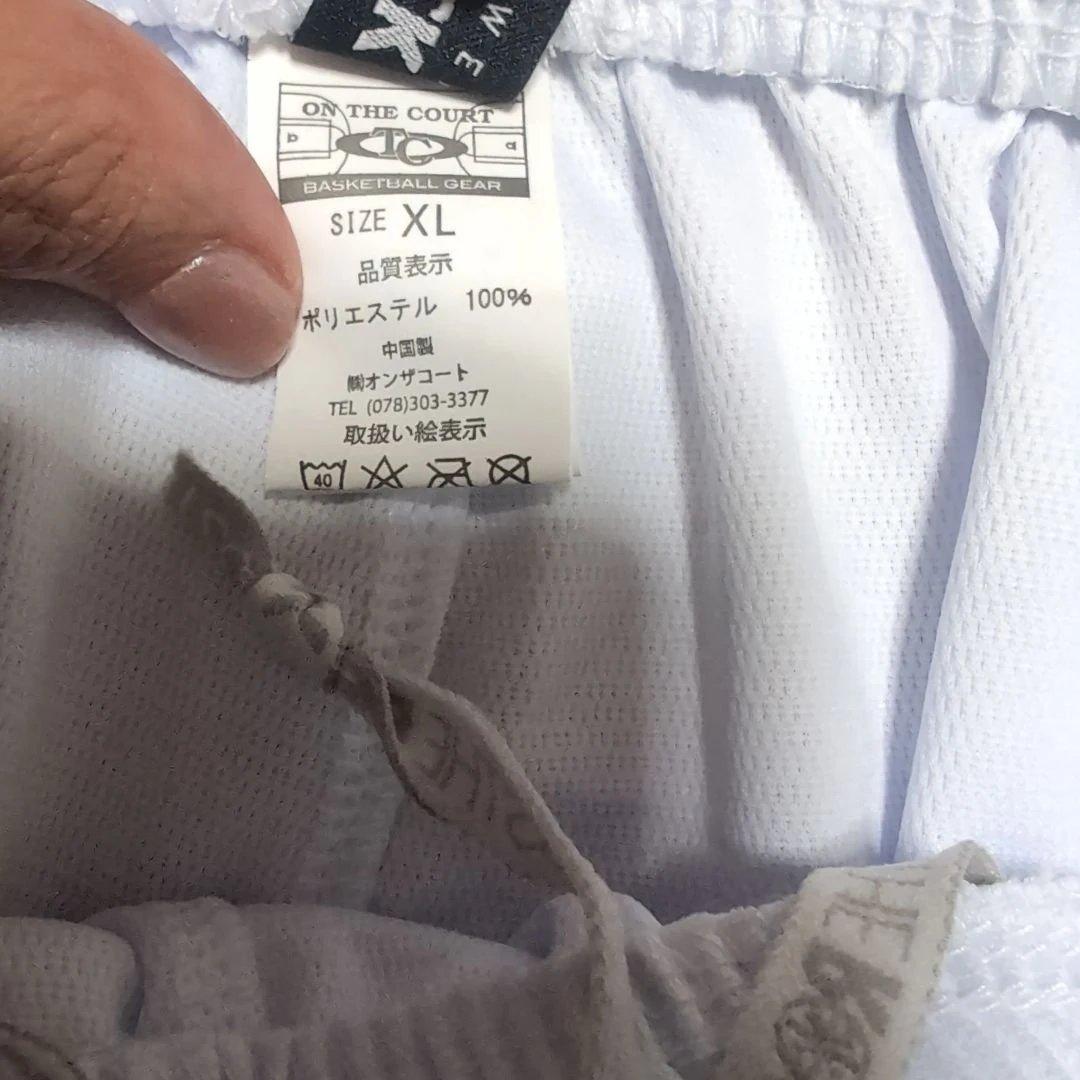 K
WE
ON THE COURT
TC
BASKETBALL GEAR
SIZE XL
品質表示
ポリエステル 100%
中国製
㈱オンザコート
TEL (078)303-3377
取扱い絵表示
40